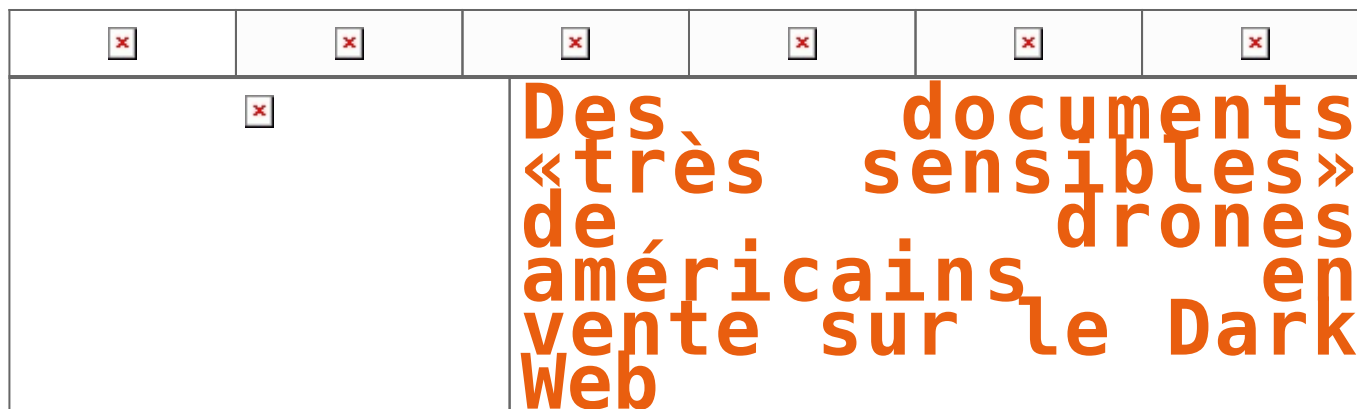 Des documents
«très sensibles»
de drones
américains en
vente sur le Dark
Web